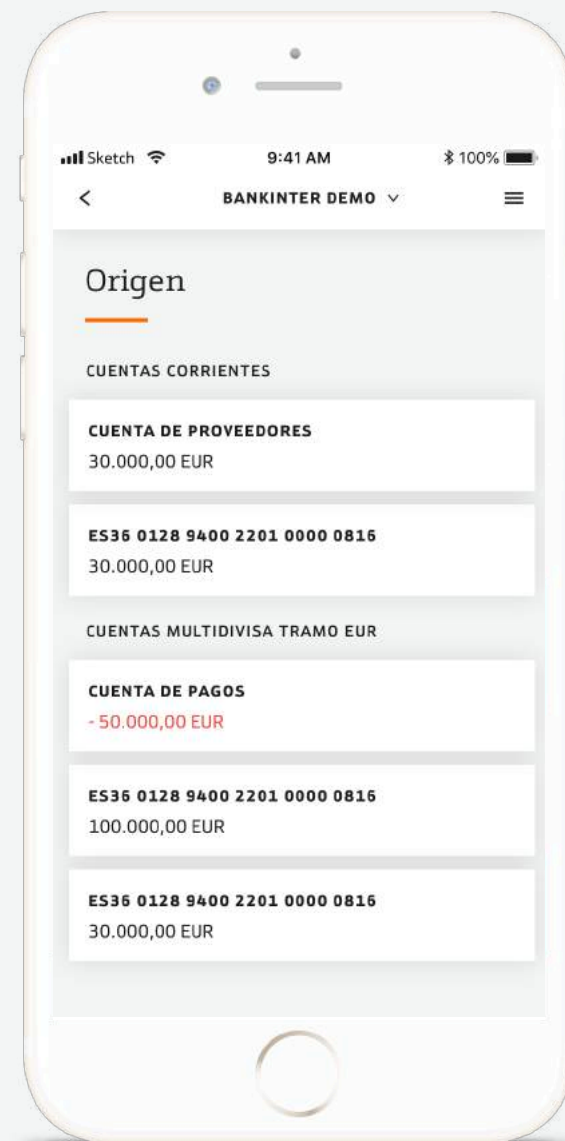 Sketch 9:41 AM 100%
BANKINTER DEMO
Origen
CUENTAS CORRIENTES
CUENTA DE PROVEEDORES
30.000,00 EUR
ES36 0128 9400 2201 0000 0816
30.000,00 EUR
CUENTAS MULTIDIVISA TRAMO EUR
CUENTA DE PAGOS
- 50.000,00 EUR
ES36 0128 9400 2201 0000 0816
100.000,00 EUR
ES36 0128 9400 2201 0000 0816
30.000,00 EUR